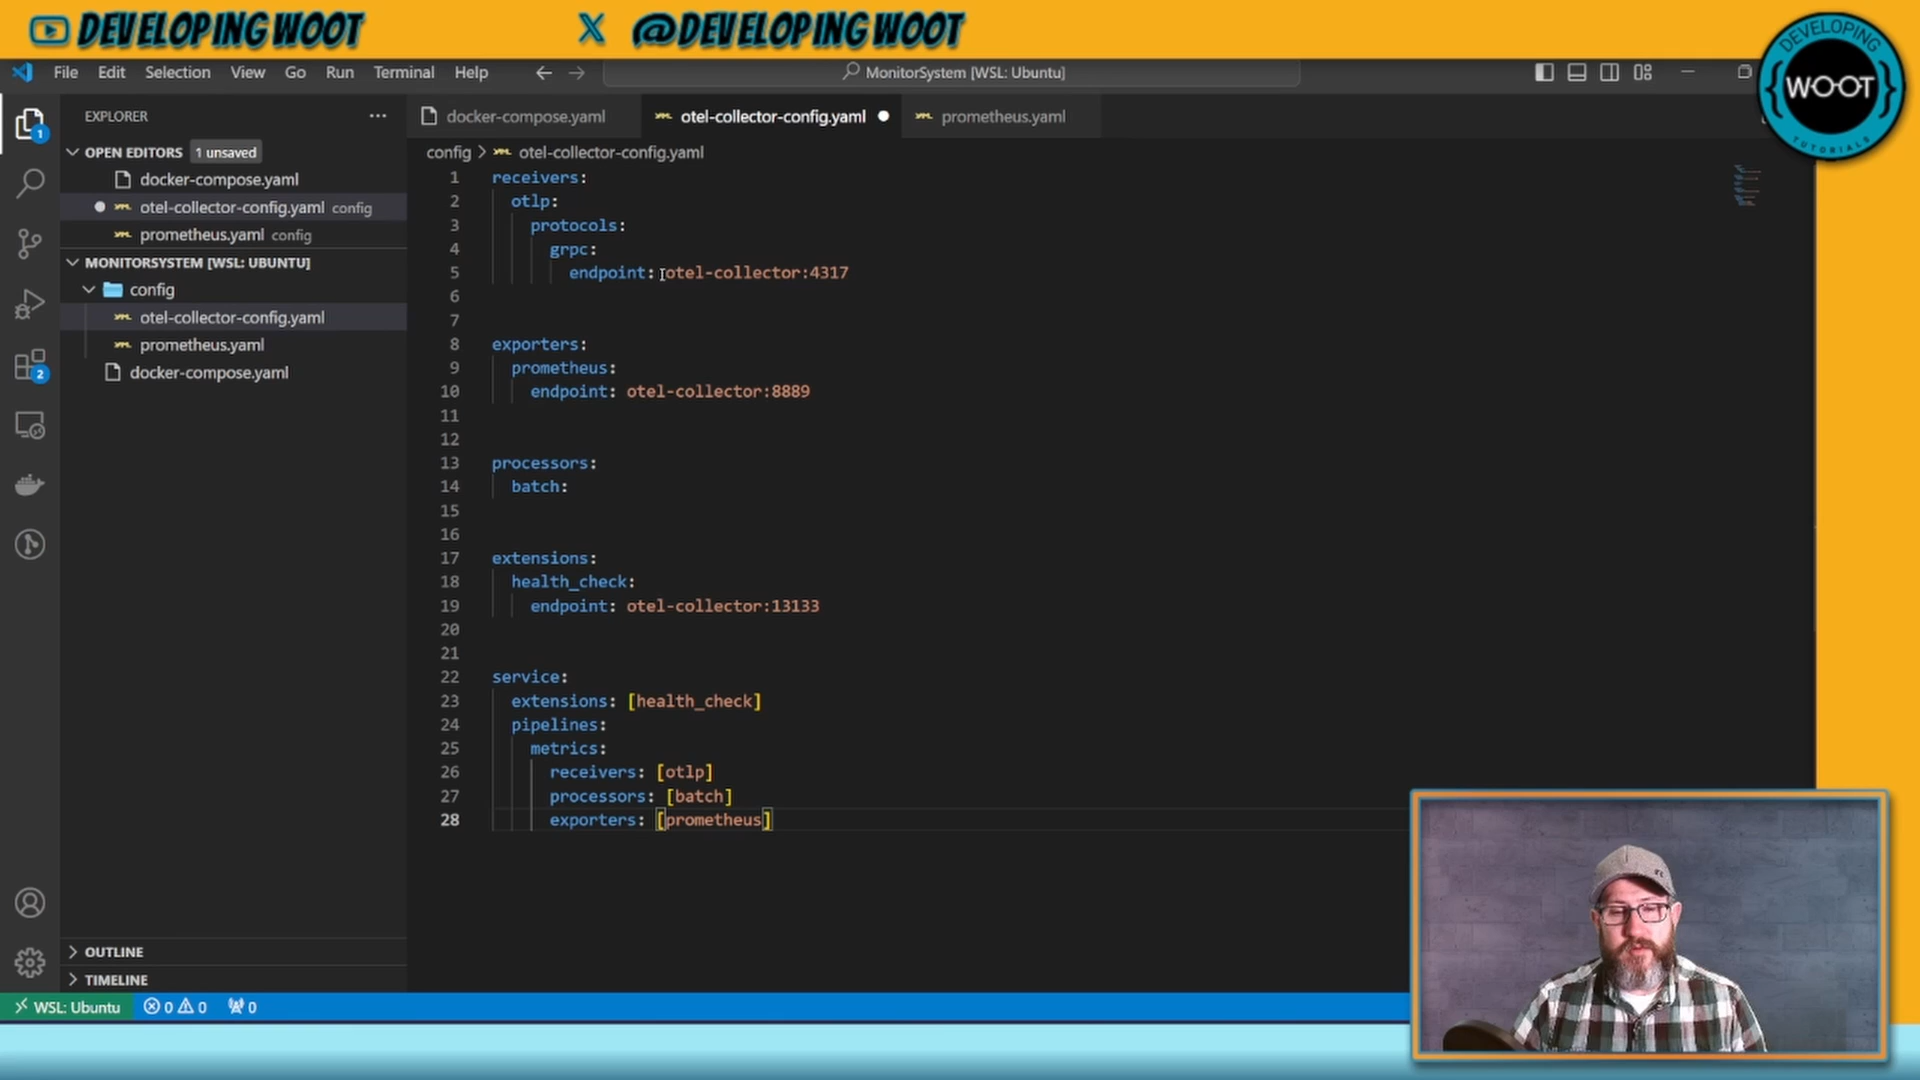 DEVELOPINGWOOT
@DEVELOPINGWOOT
DEVELOPING
WOOT
TUTORIALS
File Edit Selection View Go Run Terminal Help
MonitorSystem [WSL: Ubuntu]
EXPLORER
OPEN EDITORS 1 unsaved
docker-compose.yaml
otel-collector-config.yaml config
prometheus.yaml config
MONITORSYSTEM [WSL: UBUNTU]
config
otel-collector-config.yaml
prometheus.yaml
docker-compose.yaml
OUTLINE
TIMELINE
1
2
docker-compose.yaml otel-collector-config.yaml prometheus.yaml
config > otel-collector-config.yaml
1 receivers:
2 otlp:
3 protocols:
4 grpc:
5 endpoint: otel-collector:4317
6
7
8 exporters:
9 prometheus:
10 endpoint: otel-collector:8889
11
12
13 processors:
14 batch:
15
16
17 extensions:
18 health_check:
19 endpoint: otel-collector:13133
20
21
22 service:
23 extensions: [health_check]
24 pipelines:
25 metrics:
26 receivers: [otlp]
27 processors: [batch]
28 exporters: [prometheus]
WSL: Ubuntu 0 0 0